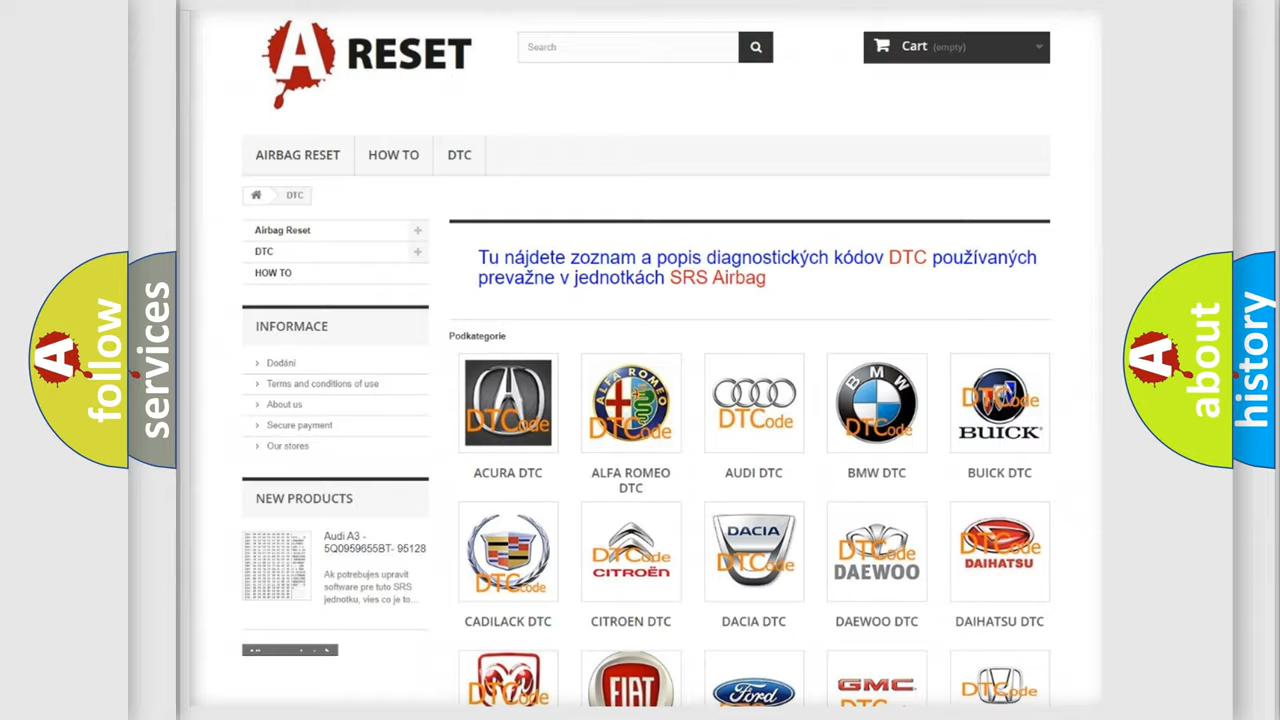 A RESET
Search
Cart (empty)
AIRBAG RESET
HOW TO
DTC
DTC
Airbag Reset
DTC
HOW TO
INFORMACE
Dodání
Terms and conditions of use
About us
Secure payment
Our stores
NEW PRODUCTS
Audi A3 -
5Q0959655BT- 95128
Ak potrebujes upravit
software pre tuto SRS
jednotku, vies co je to...
Tu nájdete zoznam a popis diagnostických kódov DTC používaných
prevažne v jednotkách SRS Airbag
Podkategorie
DTCode
ALFA ROMEO
DTCode
DTCode
BMW
DTCode
DTCode
BUICK
ACURA DTC
ALFA ROMEO
DTC
AUDI DTC
BMW DTC
BUICK DTC
DTCode
DTCode
CITROËN
DACIA
DTCode
DTCode
DAEWOO
DTCode
DAIHATSU
CADILACK DTC
CITROEN DTC
DACIA DTC
DAEWOO DTC
DAIHATSU DTC
DTCode
FIAT
Ford
GMC
DTCode
A follow
services
A about
history